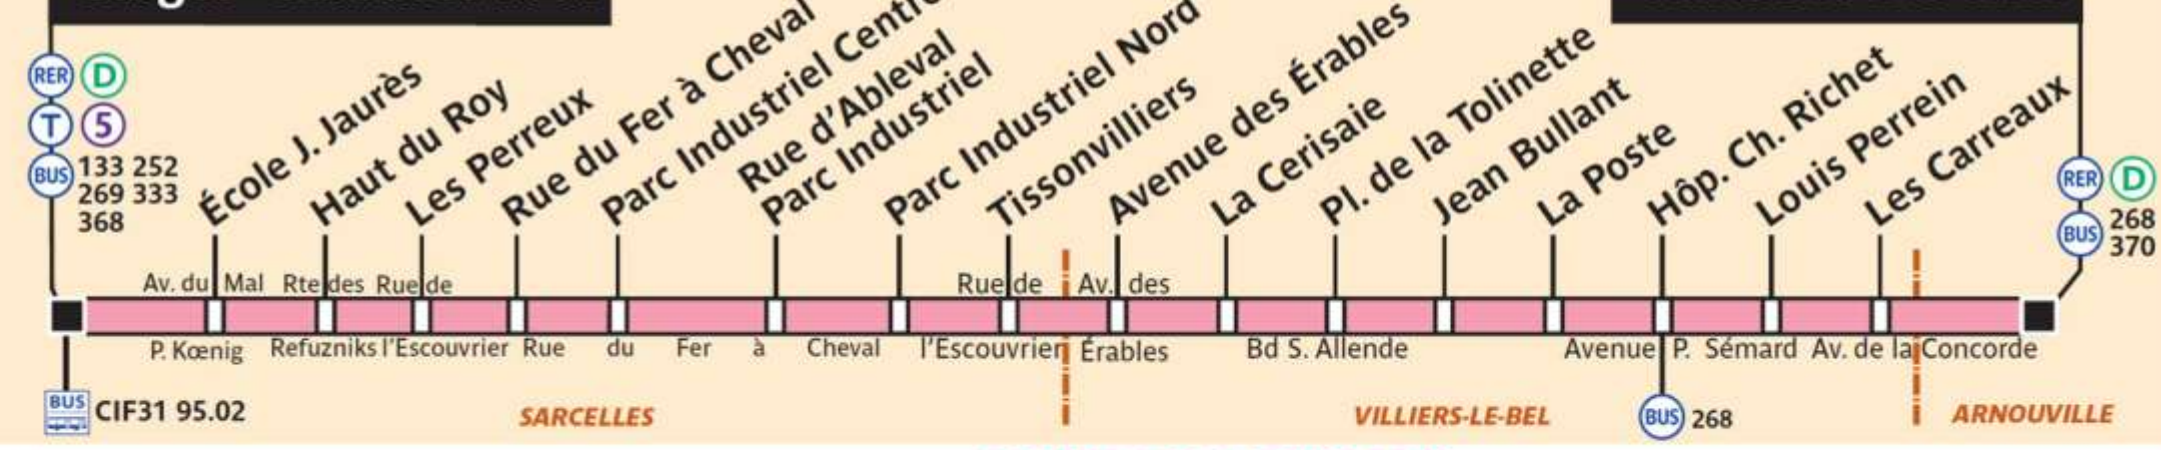 RER D
T 5
BUS 133 252
269 333
368
École J. Jaurès
Haut du Roy
Les Perreux
Rue du Fer à Cheval
Parc Industriel Centre
Rue d'Ableval
Parc Industriel
Parc Industriel Nord
Tissonvilliers
Avenue des Érables
La Cerisaie
Pl. de la Tolinette
Jean Bullant
La Poste
Hôp. Ch. Richet
Louis Perrein
Les Carreaux
RER D
BUS 268
370
Av. du Mal Rte des Rue de Rue de Av. des
P. Kœnig Refuzniks l'Escouvrier Rue du Fer à Cheval l'Escouvrier Érables Bd S. Allende Avenue P. Sémard Av. de la Concorde
BUS CIF31 95.02
SARCELLES
VILLIERS-LE-BEL
BUS 268
ARNOUVILLE